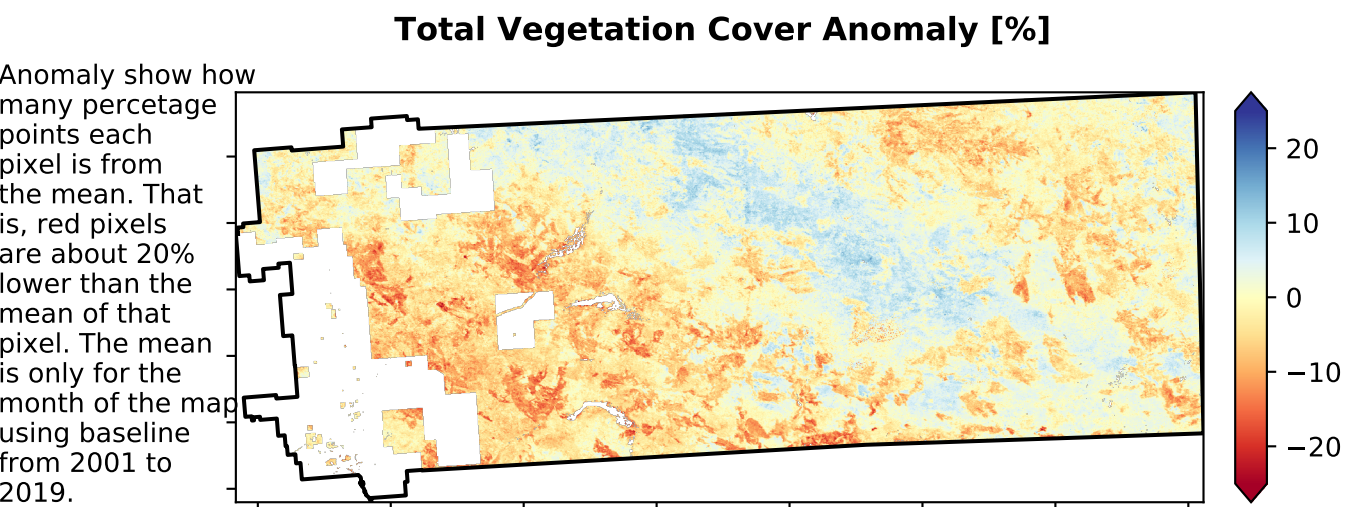 Total Vegetation Cover Anomaly [%]
Anomaly show how
many percetage
points each
pixel is from
the mean. That
is, red pixels
are about 20%
lower than the
mean of that
pixel. The mean
is only for the
month of the map
using baseline
from 2001 to
2019.
20
10
0
−10
−20